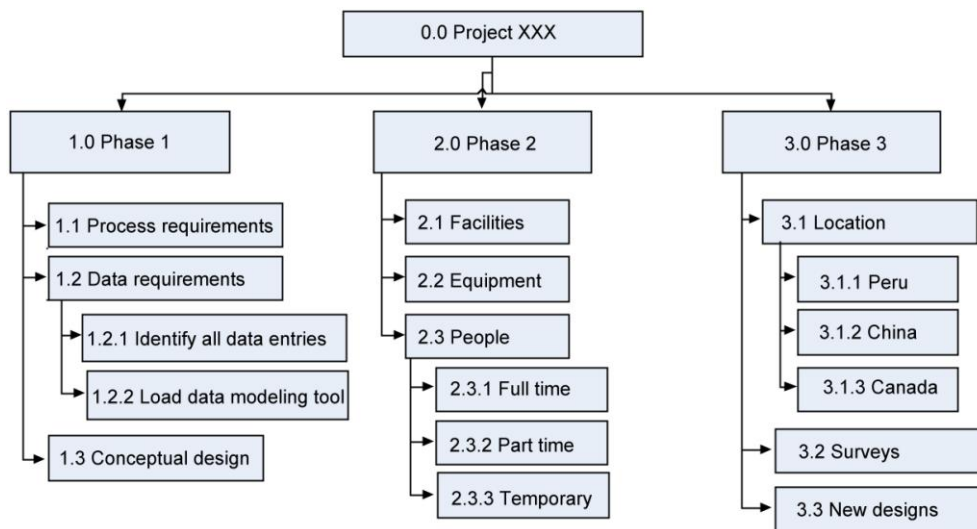 0.0 Project XXX
1.0 Phase 1
1.1 Process requirements
1.2 Data requirements
1.2.1 Identify all data entries
1.2.2 Load data modeling tool
1.3 Conceptual design
2.0 Phase 2
2.1 Facilities
2.2 Equipment
2.3 People
2.3.1 Full time
2.3.2 Part time
2.3.3 Temporary
3.0 Phase 3
3.1 Location
3.1.1 Peru
3.1.2 China
3.1.3 Canada
3.2 Surveys
3.3 New designs